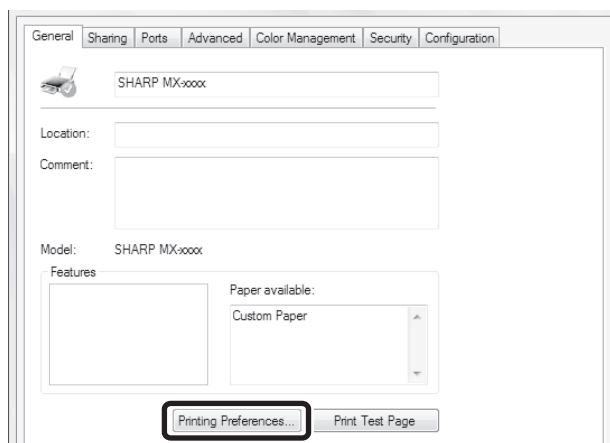 General Sharing Ports Advanced Color Management Security Configuration
SHARP MX-xxxx
Location:
Comment:
Model: SHARP MX-xxxx
Features
Paper available:
Custom Paper
Printing Preferences... Print Test Page